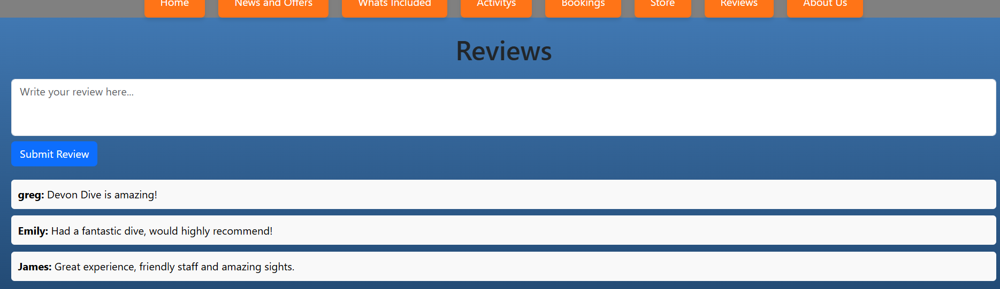 Home News and Offers Whats Included Activitys Bookings Store Reviews About Us
Reviews
Write your review here...
Submit Review
greg: Devon Dive is amazing!
Emily: Had a fantastic dive, would highly recommend!
James: Great experience, friendly staff and amazing sights.